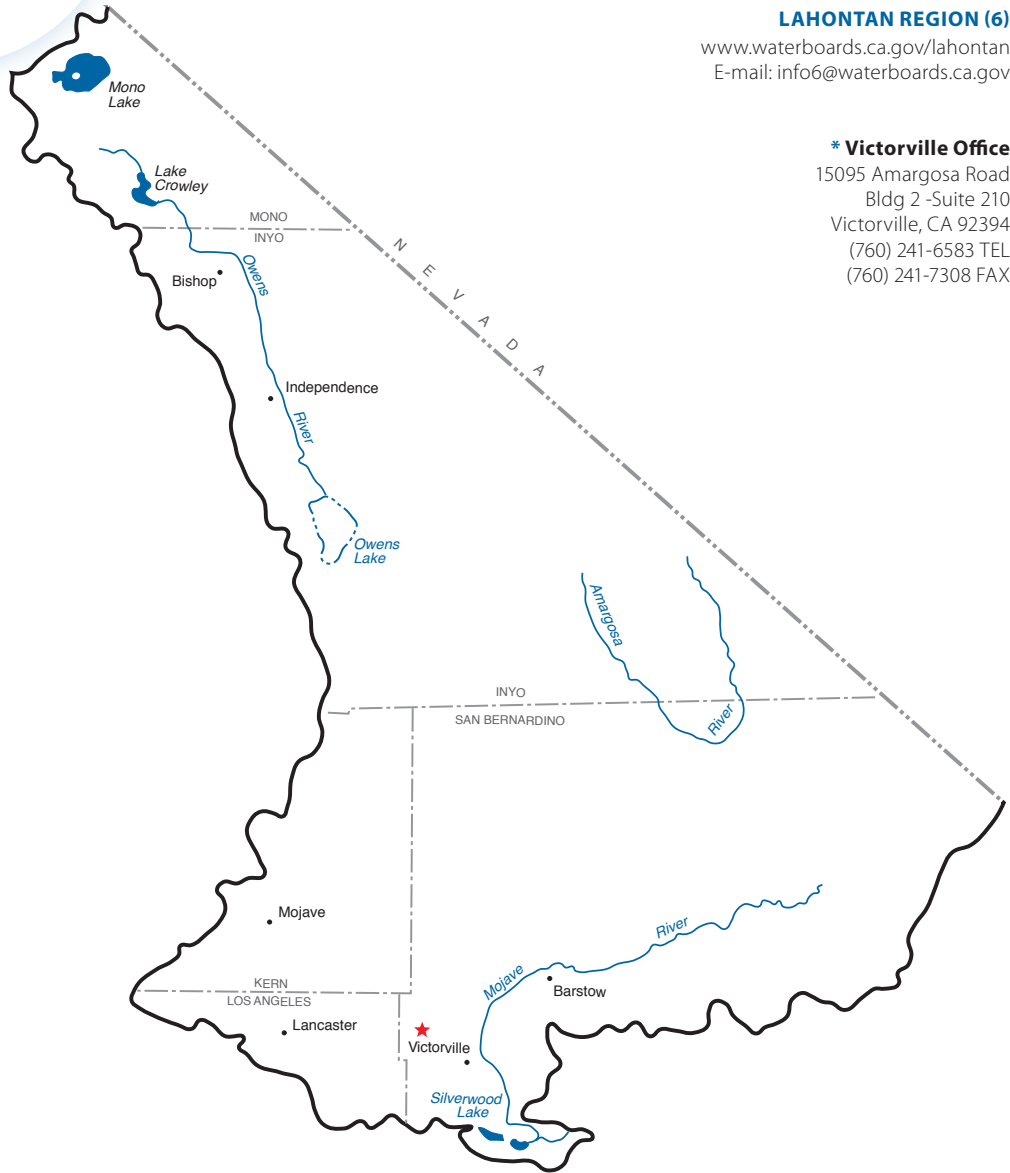 LAHONTAN REGION (6)
www.waterboards.ca.gov/lahontan
E-mail: info6@waterboards.ca.gov
* Victorville Office
15095 Amargosa Road
Bldg 2 -Suite 210
Victorville, CA 92394
(760) 241-6583 TEL
(760) 241-7308 FAX
Mono
Lake
Lake
Crowley
MONO
INYO
NEVADA
Bishop
Owens
Independence
River
Owens
Lake
Amargosa
River
INYO
SAN BERNARDINO
Mojave
River
Mojave
Barstow
KERN
LOS ANGELES
Lancaster
Victorville
Silverwood
Lake